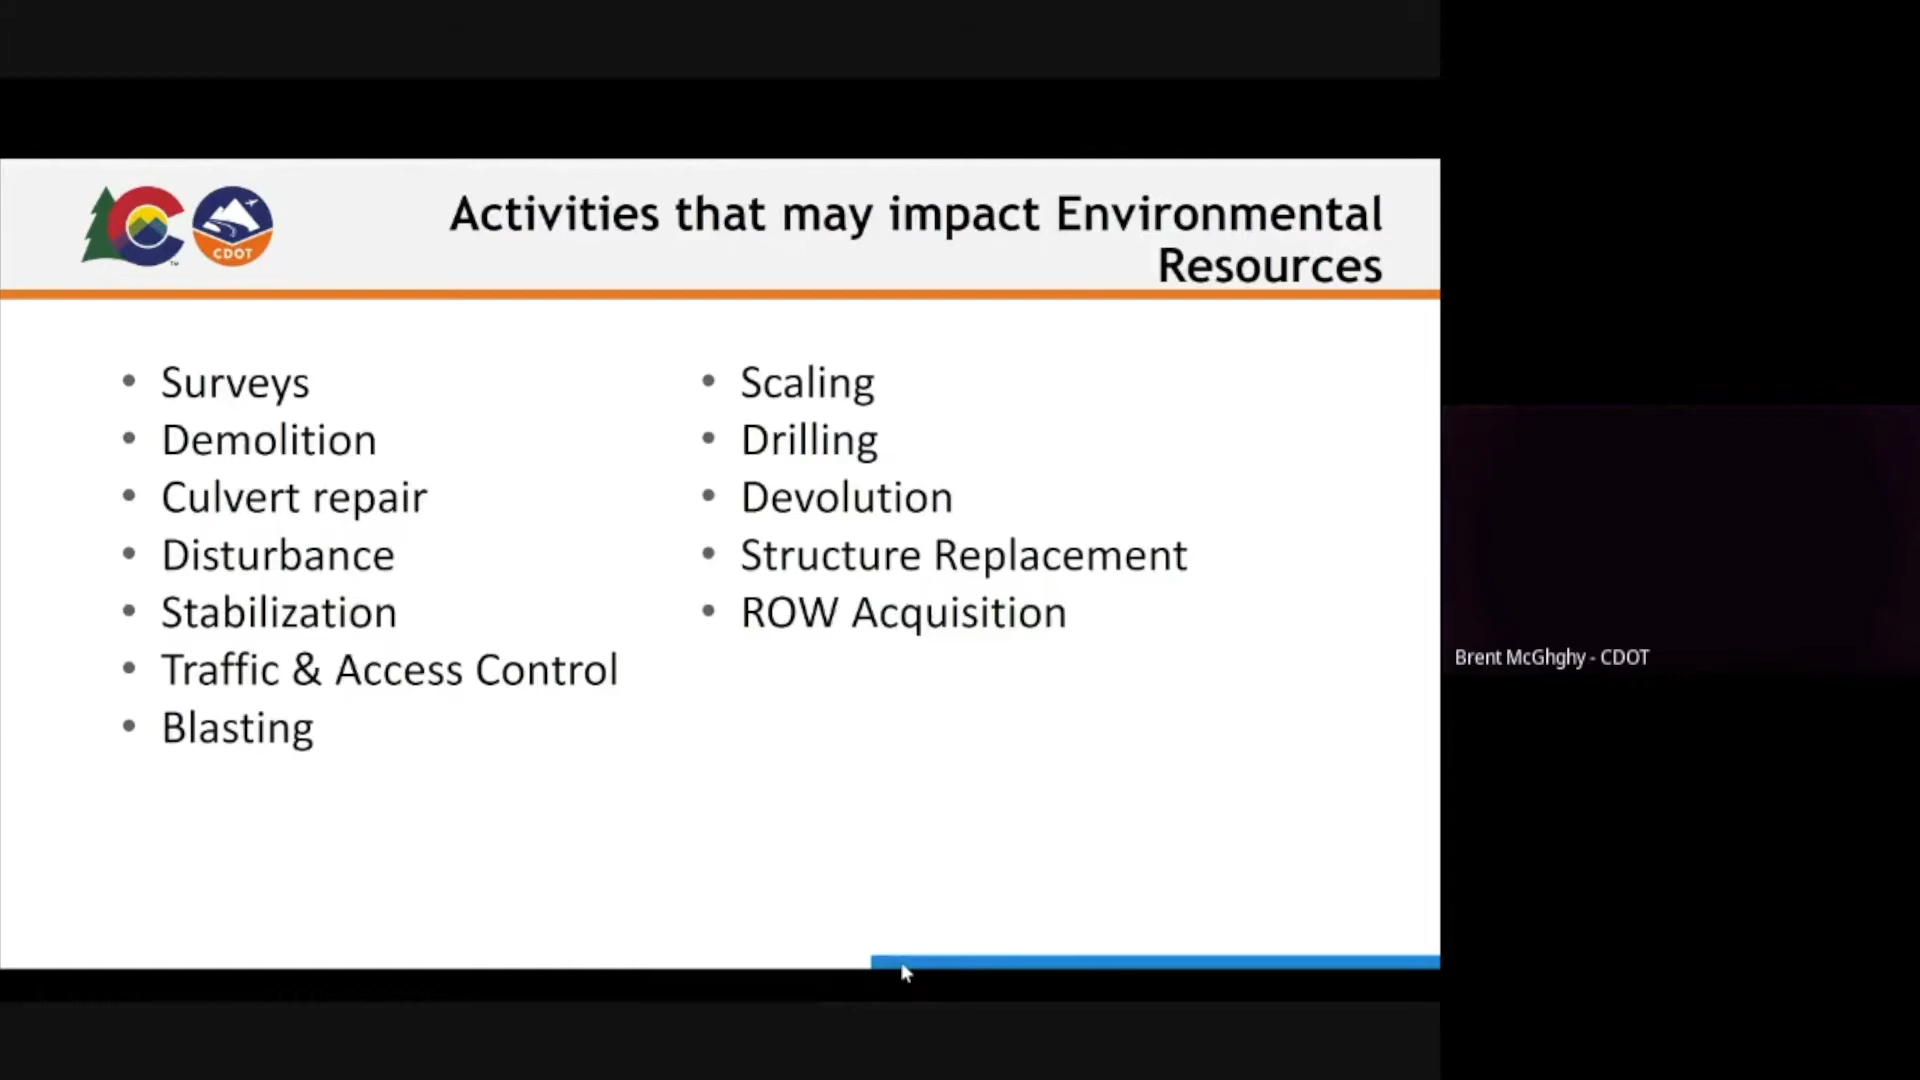 CDOT
Activities that may impact Environmental
Resources
• Surveys
• Demolition
• Culvert repair
• Disturbance
• Stabilization
• Traffic & Access Control
• Blasting
• Scaling
• Drilling
• Devolution
• Structure Replacement
• ROW Acquisition
Brent McGhghy - CDOT